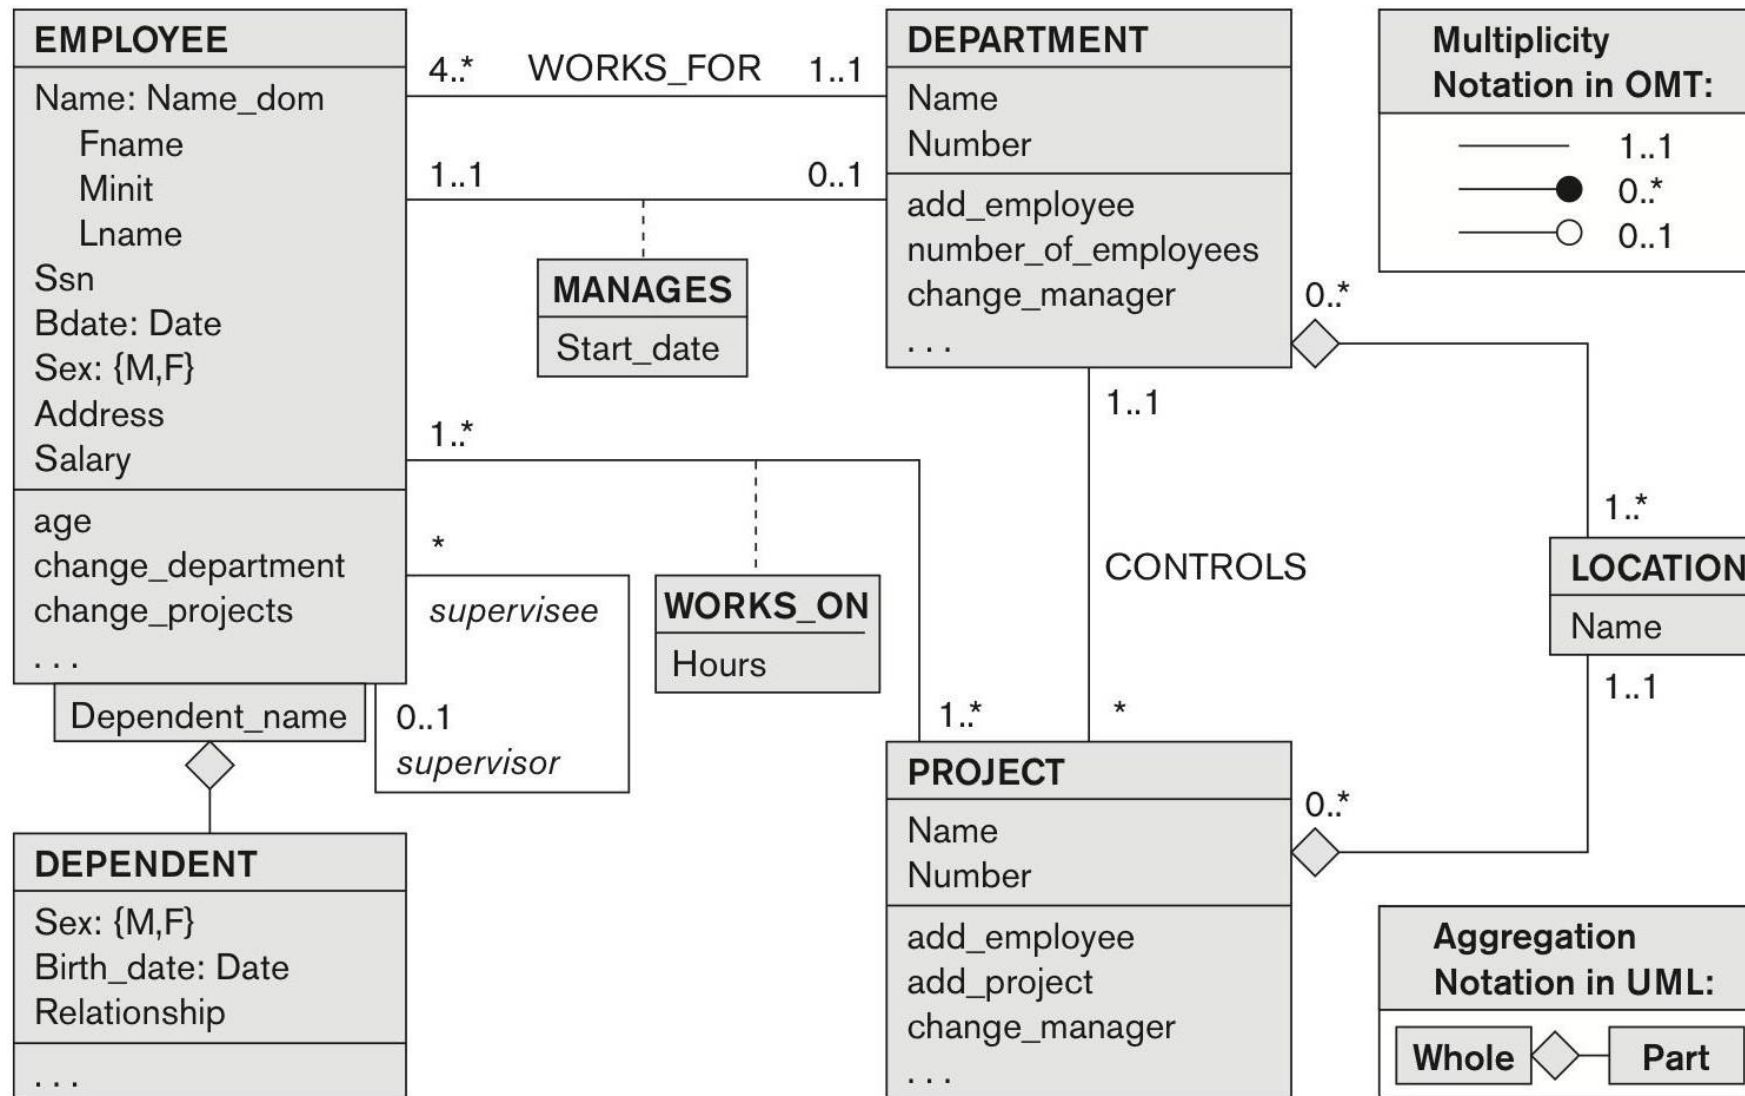 EMPLOYEE
Name: Name_dom
Fname
Minit
Lname
Ssn
Bdate: Date
Sex: {M,F}
Address
Salary
age
change_department
change_projects
. . .
Dependent_name
4..*
WORKS_FOR
1..1
1..1
0..1
MANAGES
Start_date
1..*
*
supervisee
0..1
supervisor
WORKS_ON
Hours
1..*
DEPENDENT
Sex: {M,F}
Birth_date: Date
Relationship
. . .
DEPARTMENT
Name
Number
add_employee
number_of_employees
change_manager
. . .
1..1
CONTROLS
*
0..*
1..*
LOCATION
Name
1..1
0..*
PROJECT
Name
Number
add_employee
add_project
change_manager
. . .
Multiplicity
Notation in OMT:
1..1
0..*
0..1
Aggregation
Notation in UML:
Whole
Part